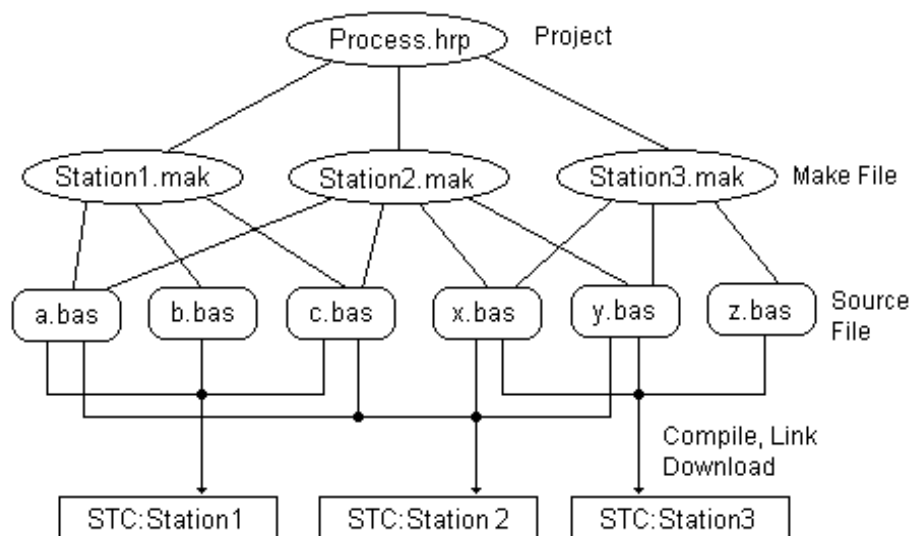 Process.hrp
Project
Station1.mak
Station2.mak
Station3.mak
Make File
a.bas
b.bas
c.bas
x.bas
y.bas
z.bas
Source
File
Compile, Link
Download
STC:Station1
STC:Station 2
STC:Station3